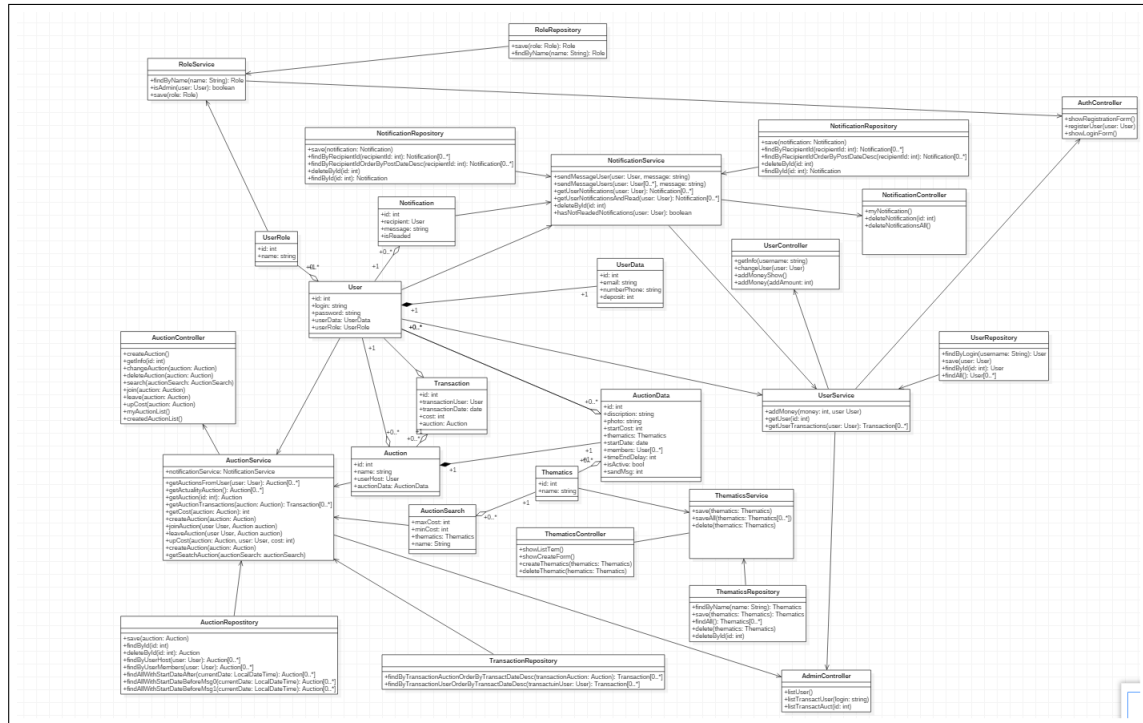 RoleRepository
+save(role: Role): Role
+findByName(name: String): Role
RoleService
+findByName(name: String): Role
+isAdmin(user: User): boolean
+save(role: Role)
AuthController
+showRegistrationForm()
+registerUser(user: User)
+showLoginForm()
NotificationRepository
+save(notification: Notification)
+findByRecipientId(recipientId: int): Notification[0..*]
+findByRecipientIdOrderByPostDateDesc(recipientId: int): Notification[0..*]
+deleteById(id: int)
+findById(id: int): Notification
NotificationRepository
+save(notification: Notification)
+findByRecipientId(recipientId: int): Notification[0..*]
+findByRecipientIdOrderByPostDateDesc(recipientId: int): Notification[0..*]
+deleteById(id: int)
+findById(id: int): Notification
NotificationService
+sendMessageUser(user: User, message: string)
+sendMessageUsers(user: User[0..*], message: string)
+getUserNotifications(user: User): Notification[0..*]
+getUserNotificationsAndRead(user: User): Notification[0..*]
+deleteById(id: int)
+hasNotReadedNotifications(user: User): boolean
NotificationController
+myNotification()
+deleteNotification(id: int)
+deleteNotificationsAll()
Notification
+id: int
+recipient: User
+message: string
+isReaded
UserRole
+id: int
+name: string
+0..*
+1
UserController
+getInfo(username: string)
+changeUser(user: User)
+addMoneyShow()
+addMoney(addAmount: int)
UserData
+id: int
+email: string
+numberPhone: string
+deposit: int
User
+id: int
+login: string
+password: string
+userData: UserData
+userRole: UserRole
+1
+1
+0..*
+1
AuctionController
+createAuction()
+getInfo(id: int)
+changeAuction(auction: Auction)
+deleteAuction(auction: Auction)
+search(auctionSearch: AuctionSearch)
+join(auction: Auction)
+leave(auction: Auction)
+upCost(auction: Auction)
+myAuctionList()
+createdAuctionList()
UserRepository
+findByLogin(username: String): User
+save(user: User)
+findById(id: int): User
+findAll(): User[0..*]
Transaction
+id: int
+transactionUser: User
+transactionDate: date
+cost: int
+auction: Auction
AuctionData
+id: int
+discription: string
+photo: string
+startCost: int
+thematics: Thematics
+startDate: date
+members: User[0..*]
+timeEndDelay: int
+isActive: bool
+sandMsg: int
+0..*
UserService
+addMoney(money: int, user User)
+getUser(id: int)
+getUserTransactions(user: User): Transaction[0..*]
+0..*
+0..*
+1
Auction
+id: int
+name: string
+userHost: User
+auctionData: AuctionData
+1
+1
AuctionService
+notificationService: NotificationService
+getAuctionsFromUser(user: User): Auction[0..*]
+getActualityAuction(): Auction[0..*]
+getAuction(id: int): Auction
+getAuctionTransactions(auction: Auction): Transaction[0..*]
+getCost(auction: Auction): int
+createAuction(auction: Auction)
+joinAuction(user User, Auction auction)
+leaveAuction(user User, Auction auction)
+upCost(auction: Auction, user: User, cost: int)
+createAuction(auction: Auction)
+getSeatchAuction(auctionSearch: auctionSearch)
Thematics
+id: int
+name: string
+1
+0..*
AuctionSearch
+maxCost: int
+minCost: int
+thematics: Thematics
+name: String
ThematicsService
+save(thematics: Thematics)
+saveAll(thematics: Thematics[0..*])
+delete(thematics: Thematics)
ThematicsController
+showListTem()
+showCreateForm()
+createThematics(thematics: Thematics)
+deleteThematic(hematics: Thematics)
ThematicsRepository
+findByName(name: String): Thematics
+save(thematics: Thematics): Thematics
+findAll(): Thematics[0..*]
+delete(thematics: Thematics)
+deleteById(id: int)
AuctionRepostitory
+save(auction: Auction)
+findById(id: int)
+deleteById(id: int): Auction
+findByUserHost(user: User): Auction[0..*]
+findByUserMembers(user: User): Auction[0..*]
+findAllWithStartDateAfter(currentDate: LocalDateTime): Auction[0..*]
+findAllWithStartDateBeforeMsg0(currentDate: LocalDateTime): Auction[0..*]
+findAllWithStartDateBeforeMsg1(currentDate: LocalDateTime): Auction[0..*]
TransactionRepository
+findByTransactionAuctionOrderByTransactDateDesc(transactionAuction: Auction): Transaction[0..*]
+findByTransactionUserOrderByTransactDateDesc(transactuinUser: User): Transaction[0..*]
AdminController
+listUser()
+listTransactUser(login: string)
+listTransactAuct(id: int)